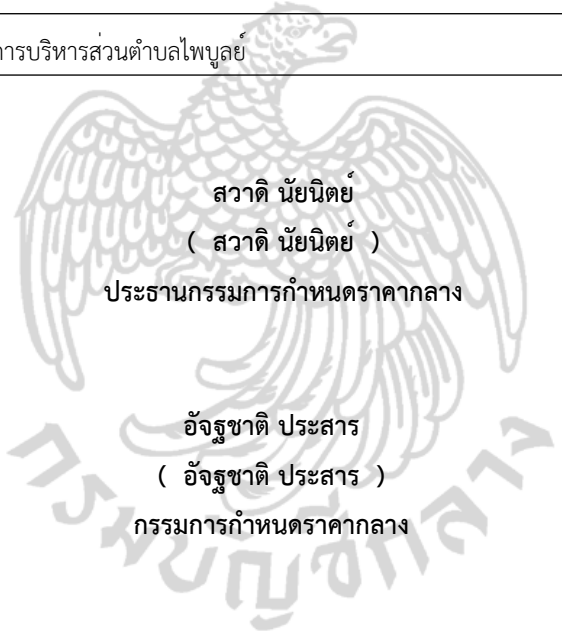 การบริหารส่วนตำบลไพบูลย์
สวาดิ นัยนิตย์
( สวาดิ นัยนิตย์ )
ประธานกรรมการกำหนดราคากลาง
อัจฐชาติ ประสาร
( อัจฐชาติ ประสาร )
กรรมการกำหนดราคากลาง
กรมบัญชีกลาง